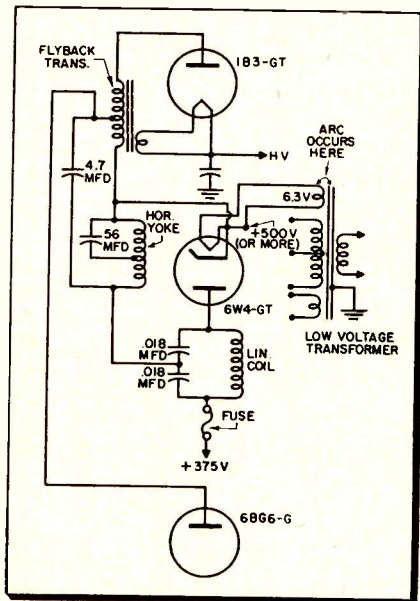 FLYBACK
TRANS.
1B3-GT
ARC
OCCURS
HERE
HV
4.7
MFD
6.3V
HOR.
YOKE
56
MFD
+500V
(OR MORE)
6W4-GT
LOW VOLTAGE
TRANSFORMER
.018
MFD
.018
MFD
LIN.
COIL
FUSE
+375V
6BG6-G